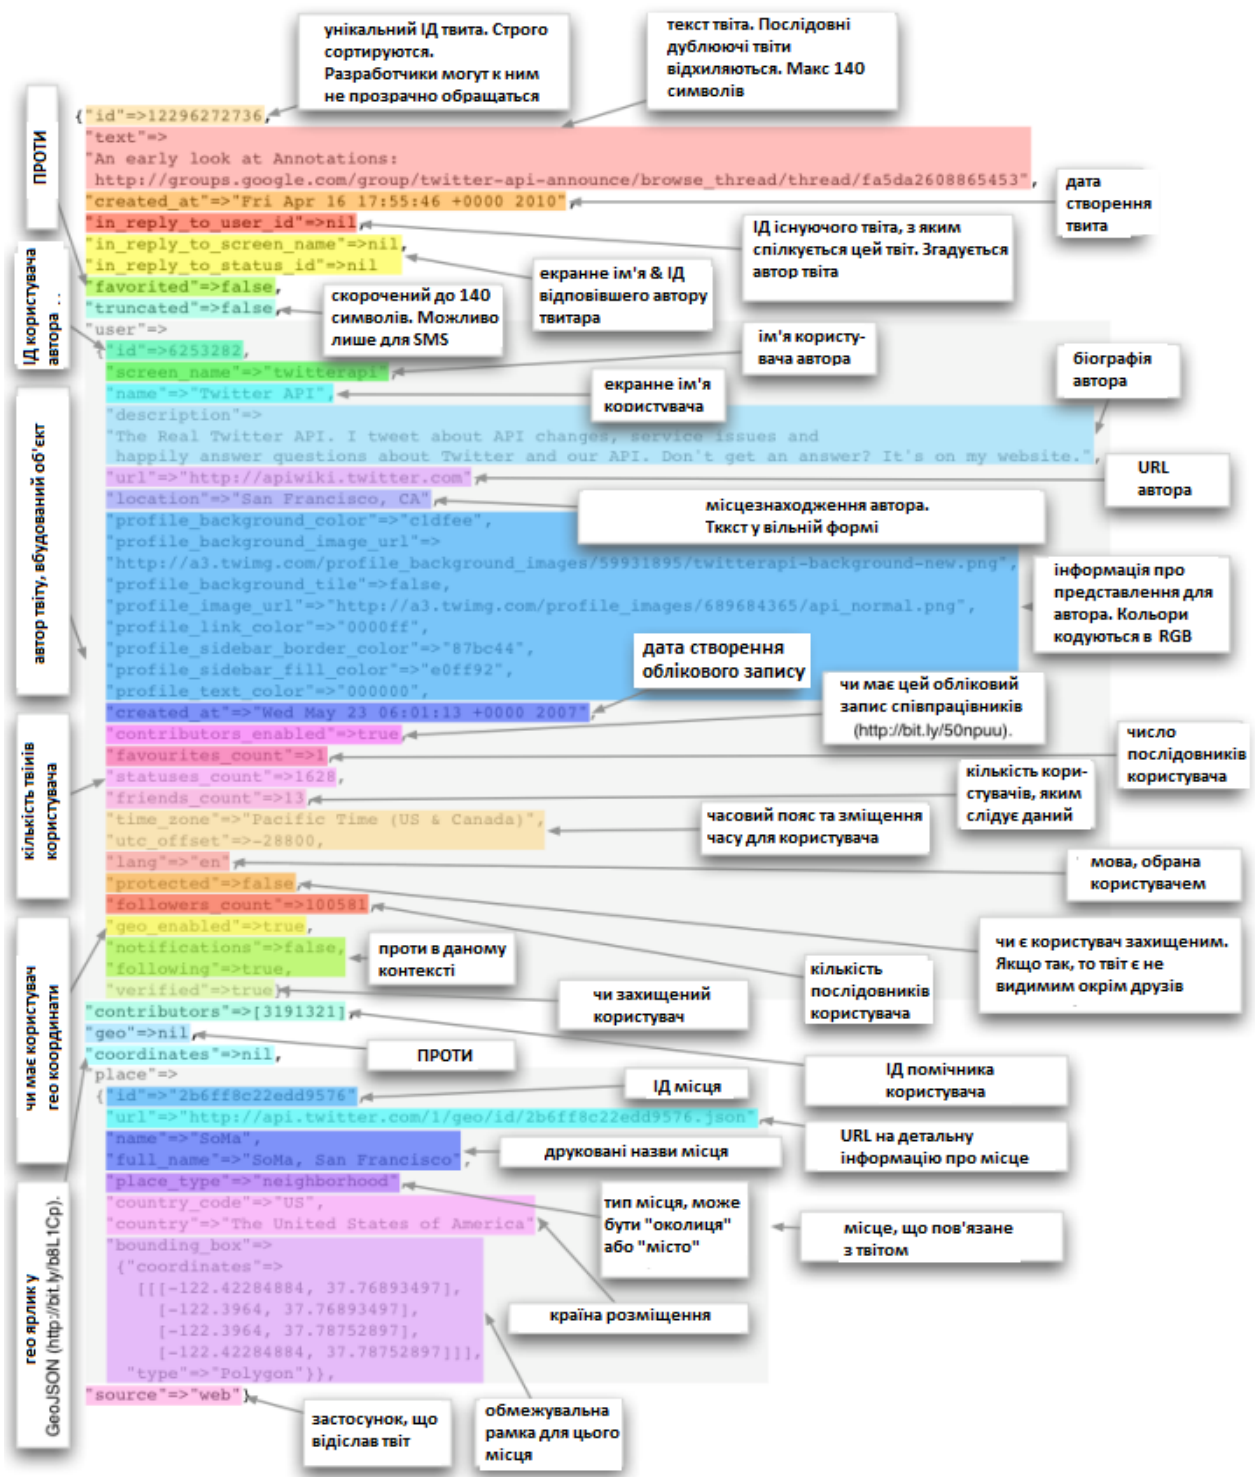 унікальний ІД твита. Строго
сортируются.
Разработчики могут к ним
не прозрачно обращаться
текст твіта. Послідовні
дублюючі твіти
відхиляються. Макс 140
символів
{"id"=>12296272736,
"text"=>
"An early look at Annotations:
http://groups.google.com/group/twitter-api-announce/browse_thread/thread/fa5da2608865453",
"created_at"=>"Fri Apr 16 17:55:46 +0000 2010",
"in_reply_to_user_id"=>nil,
"in_reply_to_screen_name"=>nil,
"in_reply_to_status_id"=>nil
"favorited"=>false,
"truncated"=>false,
ПРОТИ
дата
створення
твита
ІД існуючого твіта, з яким
спілкується цей твіт. Згадується
автор твіта
екранне ім'я & ІД
відповівшего автору
твитара
скорочений до 140
символів. Можливо
лише для SMS
ІД користувача
автора
"user"=>
{"id"=>6253282,
"screen_name"=>"twitterapi",
"name"=>"Twitter API",
"description"=>
"The Real Twitter API. I tweet about API changes, service issues and
happily answer questions about Twitter and our API. Don't get an answer? It's on my website.",
"url"=>"http://apiwiki.twitter.com",
"location"=>"San Francisco, CA",
"profile_background_color"=>"c1dfee",
"profile_background_image_url"=>
"http://a3.twimg.com/profile_background_images/59931895/twitterapi-background-new.png",
"profile_background_tile"=>false,
"profile_image_url"=>"http://a3.twimg.com/profile_images/689684365/api_normal.png",
"profile_link_color"=>"0000ff",
"profile_sidebar_border_color"=>"87bc44",
"profile_sidebar_fill_color"=>"e0ff92",
"profile_text_color"=>"000000",
"created_at"=>"Wed May 23 06:01:13 +0000 2007",
"contributors_enabled"=>true,
"favourites_count"=>1,
"statuses_count"=>1628,
"friends_count"=>13,
"time_zone"=>"Pacific Time (US & Canada)",
"utc_offset"=>-28800,
"lang"=>"en",
"protected"=>false,
"followers_count"=>100581,
"geo_enabled"=>true,
"notifications"=>false,
"following"=>true,
"verified"=>true}
ім'я користу-
вача автора
біографія
автора
екранне ім'я
користувача
URL
автора
місцезнаходження автора.
Тккст у вільній формі
автор твіту, вбудований об'єкт
інформація про
представлення для
автора. Кольори
кодуються в RGB
дата створення
облікового запису
чи має цей обліковий
запис співпрацівників
(http://bit.ly/50npuu).
число
послідовників
користувача
кількість твіиів
користувача
кількість кори-
стувачів, яким
слідує даний
часовий пояс та зміщення
часу для користувача
мова, обрана
користувачем
чи є користувач захищеним.
Якщо так, то твіт є не
видимим окрім друзів
проти в даному
контексті
кількість
послідовників
користувача
чи захищений
користувач
чи має користувач
гео координати
"contributors"=>[3191321],
"geo"=>nil,
"coordinates"=>nil,
ПРОТИ
ІД помічника
користувача
"place"=>
{"id"=>"2b6ff8c22edd9576"
"url"=>"http://api.twitter.com/1/geo/id/2b6ff8c22edd9576.json"
"name"=>"SoMa",
"full_name"=>"SoMa, San Francisco",
"place_type"=>"neighborhood"
"country_code"=>"US",
"country"=>"The United States of America"
"bounding_box"=>
{"coordinates"=>
[[[-122.42284884, 37.76893497],
[-122.3964, 37.76893497],
[-122.3964, 37.78752897],
[-122.42284884, 37.78752897]]],
"type"=>"Polygon"}},
"source"=>"web"}
ІД місця
URL на детальну
інформацію про місце
друковані назви місця
тип місця, може
бути "околиця"
або "місто"
місце, що пов'язане
з твітом
країна розміщення
гео ярлик у
GeoJSON (http://bit.ly/b8L1Cp).
застосунок, що
відіслав твіт
обмежувальна
рамка для цього
місця